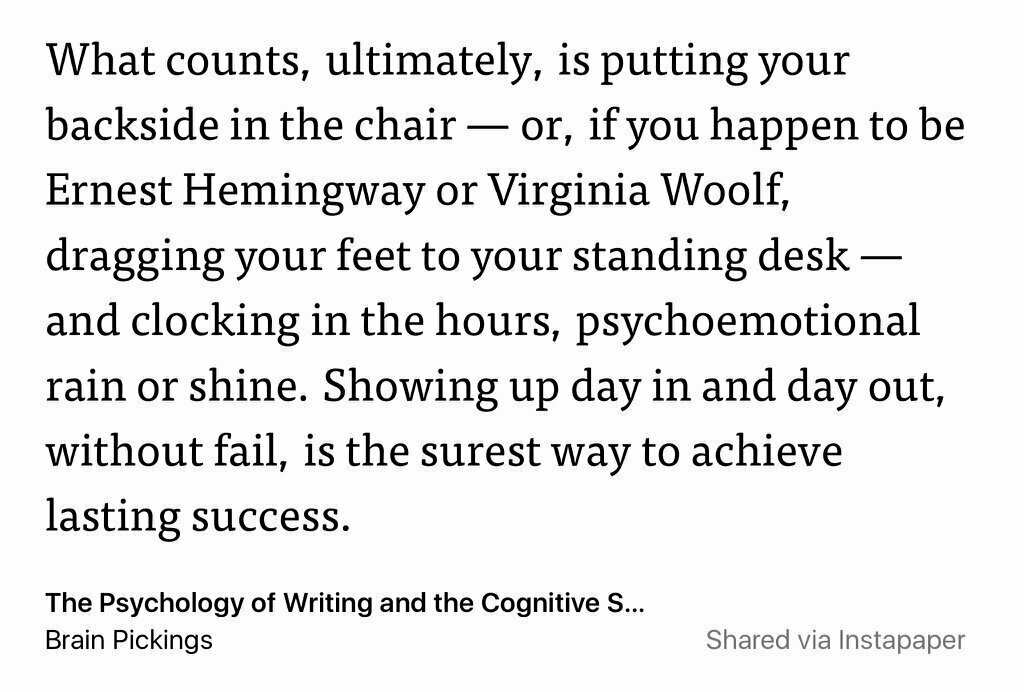 What counts, ultimately, is putting your
backside in the chair — or, if you happen to be
Ernest Hemingway or Virginia Woolf,
dragging your feet to your standing desk —
and clocking in the hours, psychoemotional
rain or shine. Showing up day in and day out,
without fail, is the surest way to achieve
lasting success.
The Psychology of Writing and the Cognitive S...
Brain Pickings
Shared via Instapaper